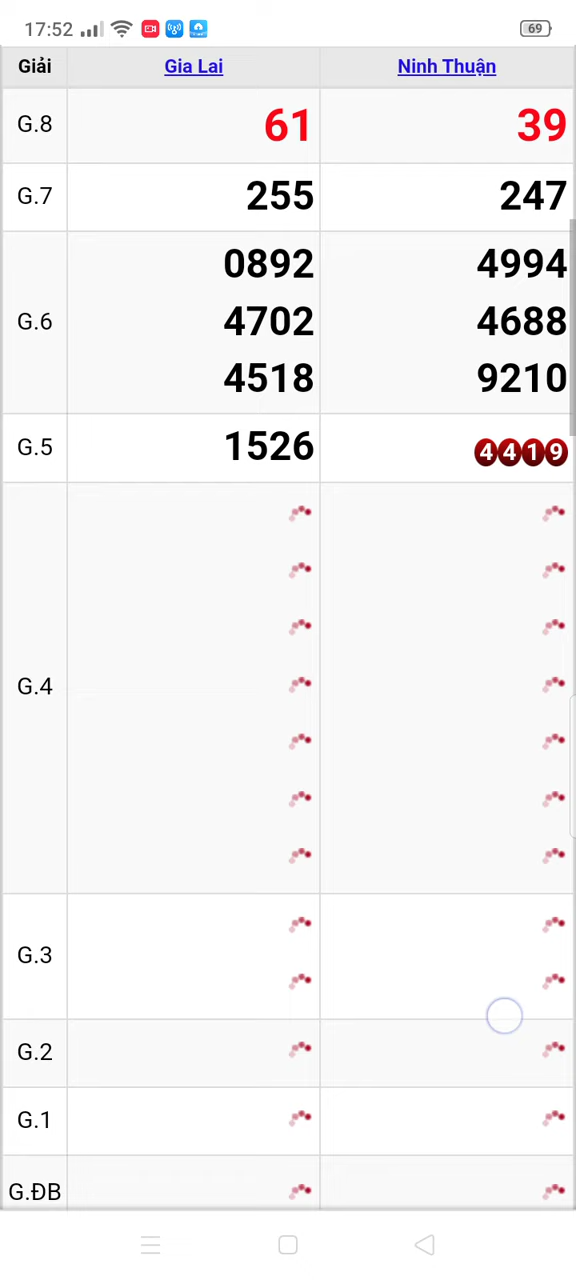 17:52 69
Giải Gia Lai Ninh Thuận
G.8 61 39
G.7 255 247
0892 4994
G.6 4702 4688
4518 9210
G.5 1526 4419
G.4
G.3
G.2
G.1
G.ĐB